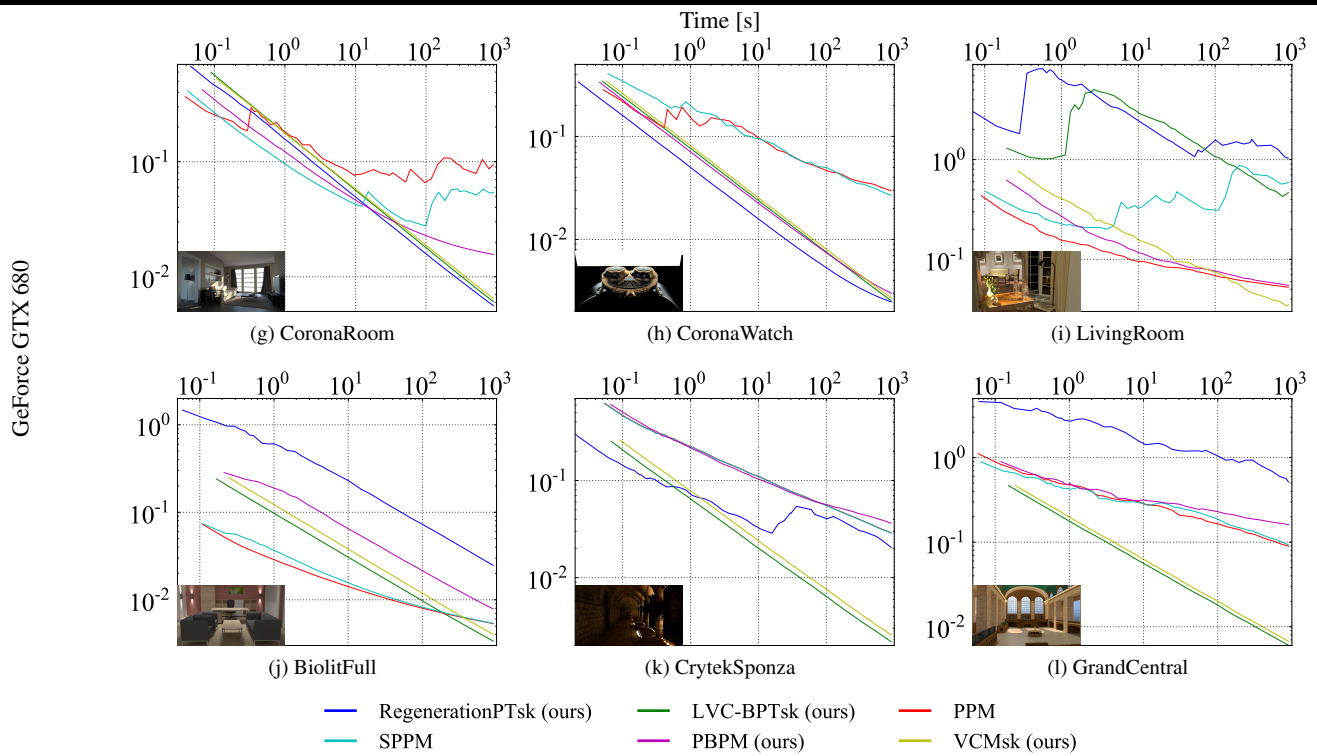 Time [s]
10^-1 10^0 10^1 10^2 10^3
10^-1 10^0 10^1 10^2 10^3
10^-1 10^0 10^1 10^2 10^3
10^-1
10^-2
10^-1
10^-2
10^0
10^-1
(g) CoronaRoom
(h) CoronaWatch
(i) LivingRoom
GeForce GTX 680
10^-1 10^0 10^1 10^2 10^3
10^-1 10^0 10^1 10^2 10^3
10^-1 10^0 10^1 10^2 10^3
10^0
10^-1
10^-2
10^-1
10^-2
10^0
10^-1
10^-2
(j) BiolitFull
(k) CrytekSponza
(l) GrandCentral
RegenerationPTsk (ours)
LVC-BPTsk (ours)
PPM
SPPM
PBPM (ours)
VCMsk (ours)